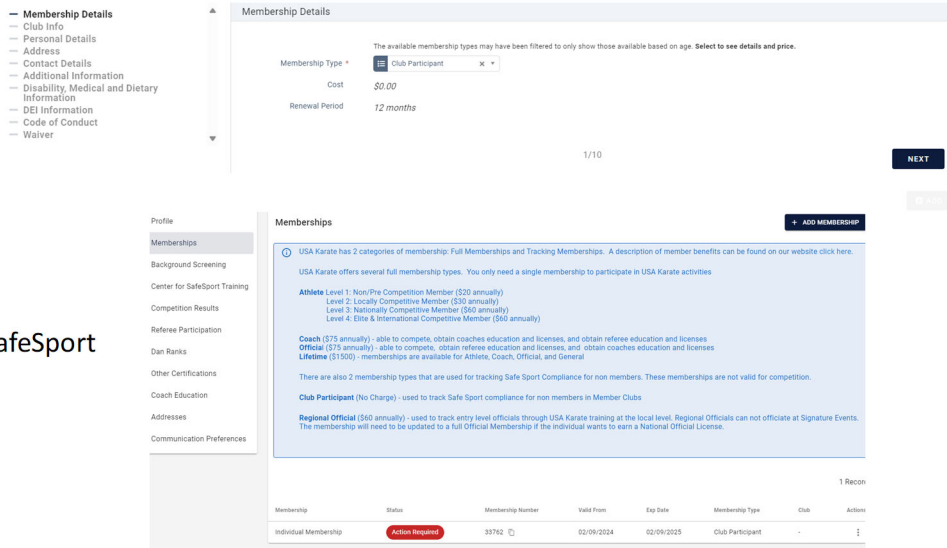 Membership Details
Club Info
Personal Details
Address
Contact Details
Additional Information
Disability, Medical and Dietary
Information
DEI Information
Code of Conduct
Waiver
Membership Details
The available membership types may have been filtered to only show those available based on age. Select to see details and price.
Membership Type * Club Participant
Cost $0.00
Renewal Period 12 months
1/10
NEXT
afeSport
Profile
Memberships
Background Screening
Center for SafeSport Training
Competition Results
Referee Participation
Dan Ranks
Other Certifications
Coach Education
Addresses
Communication Preferences
Memberships
+ ADD MEMBERSHIP
USA Karate has 2 categories of membership: Full Memberships and Tracking Memberships. A description of member benefits can be found on our website click here.
USA Karate offers several full membership types. You only need a single membership to participate in USA Karate activities
Athlete Level 1: Non/Pre Competition Member ($20 annually)
Level 2: Locally Competitive Member ($30 annually)
Level 3: Nationally Competitive Member ($60 annually)
Level 4: Elite & International Competitive Member ($60 annually)
Coach ($75 annually) - able to compete, obtain coaches education and licenses, and obtain referee education and licenses
Official ($75 annually) - able to compete, obtain referee education and licenses, and obtain coaches education and licenses
Lifetime ($1500) - memberships are available for Athlete, Coach, Official, and General
There are also 2 membership types that are used for tracking Safe Sport Compliance for non members. These memberships are not valid for competition.
Club Participant (No Charge) - used to track Safe Sport compliance for non members in Member Clubs
Regional Official ($60 annually) - used to track entry level officials through USA Karate training at the local level. Regional Officials can not officiate at Signature Events.
The membership will need to be updated to a full Official Membership if the individual wants to earn a National Official License.
1 Recor
Membership Status Membership Number Valid From Exp Date Membership Type Club Actions
Individual Membership Action Required 33762 02/09/2024 02/09/2025 Club Participant -